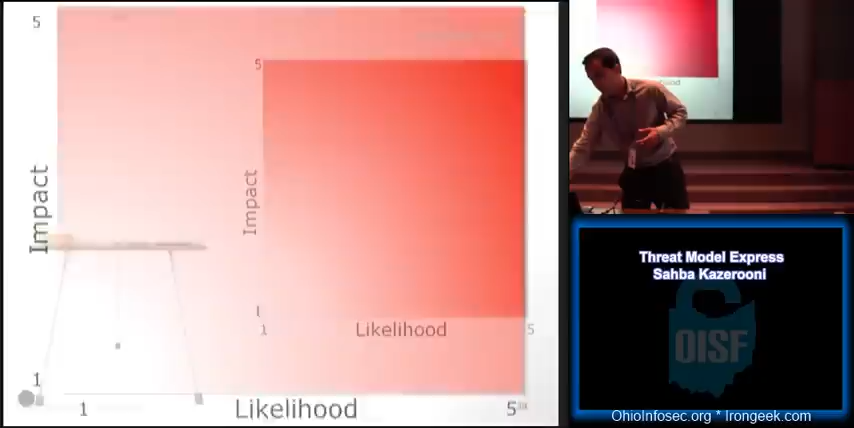 5
5
Impact
Impact
1
1
Likelihood
5
1
1
Likelihood
5
Threat Model Express
Sahba Kazerooni
OISF
OhioInfosec.org * Irongeek.com